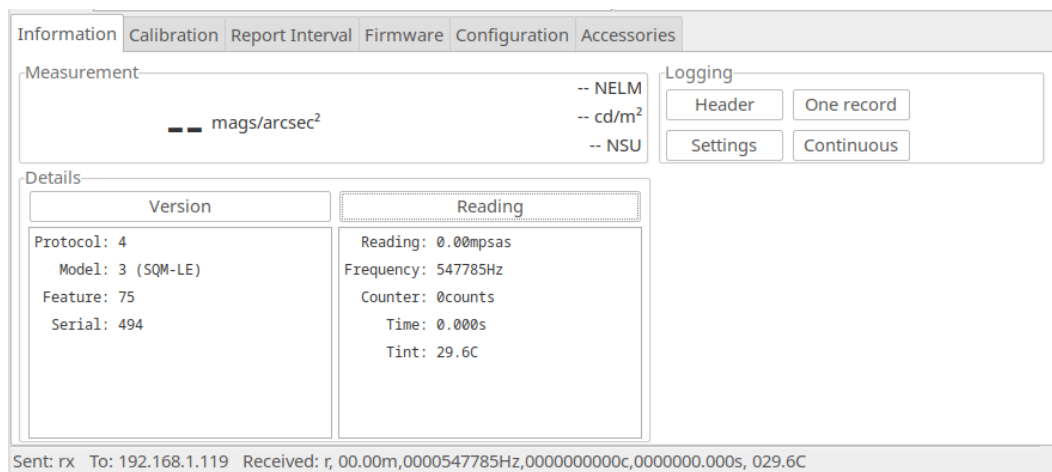 Information Calibration Report Interval Firmware Configuration Accessories
Measurement
-- mags/arcsec²
-- NELM
-- cd/m²
-- NSU
Logging
Header One record
Settings Continuous
Details
Version Reading
Protocol: 4
Model: 3 (SQM-LE)
Feature: 75
Serial: 494
Reading: 0.00mpsas
Frequency: 547785Hz
Counter: 0counts
Time: 0.000s
Tint: 29.6C
Sent: rx To: 192.168.1.119 Received: r, 00.00m,0000547785Hz,0000000000c,0000000.000s, 029.6C